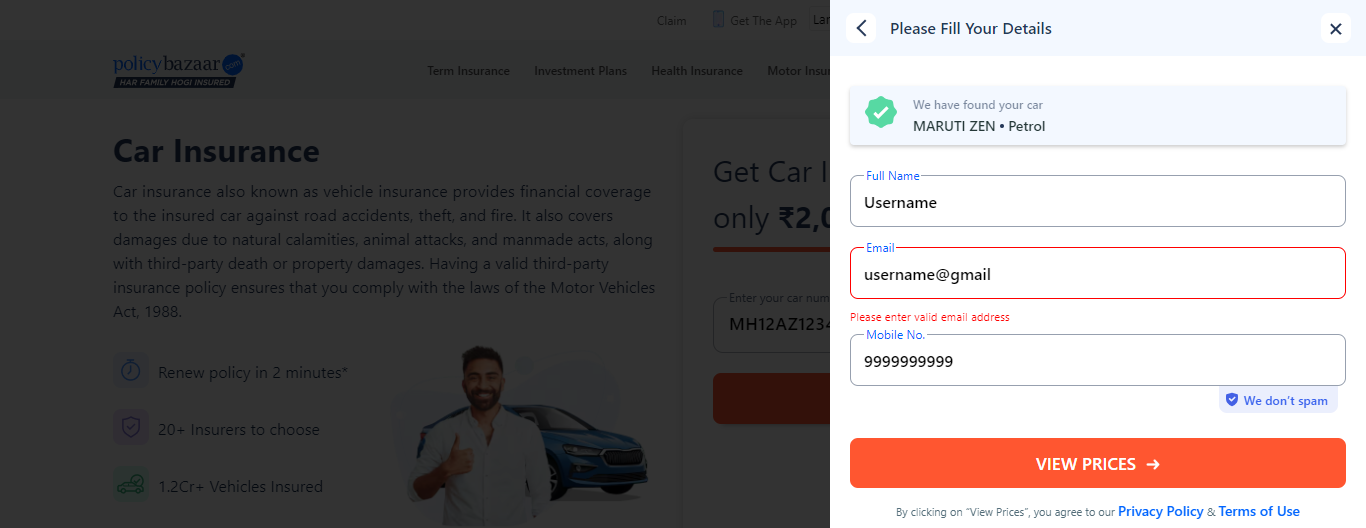 Claim
Get The App
Lan
policybazaar.com
HAR FAMILY HOGI INSURED
Term Insurance
Investment Plans
Health Insurance
Motor Insu
Car Insurance
Car insurance also known as vehicle insurance provides financial coverage
to the insured car against road accidents, theft, and fire. It also covers
damages due to natural calamities, animal attacks, and manmade acts, along
with third-party death or property damages. Having a valid third-party
insurance policy ensures that you comply with the laws of the Motor Vehicles
Act, 1988.
Renew policy in 2 minutes*
20+ Insurers to choose
1.2Cr+ Vehicles Insured
Get Car I
only ₹2,0
Enter your car num
MH12AZ1234
Please Fill Your Details
We have found your car
MARUTI ZEN • Petrol
Full Name
Username
Email
username@gmail
Please enter valid email address
Mobile No.
9999999999
We don't spam
VIEW PRICES →
By clicking on “View Prices”, you agree to our Privacy Policy & Terms of Use